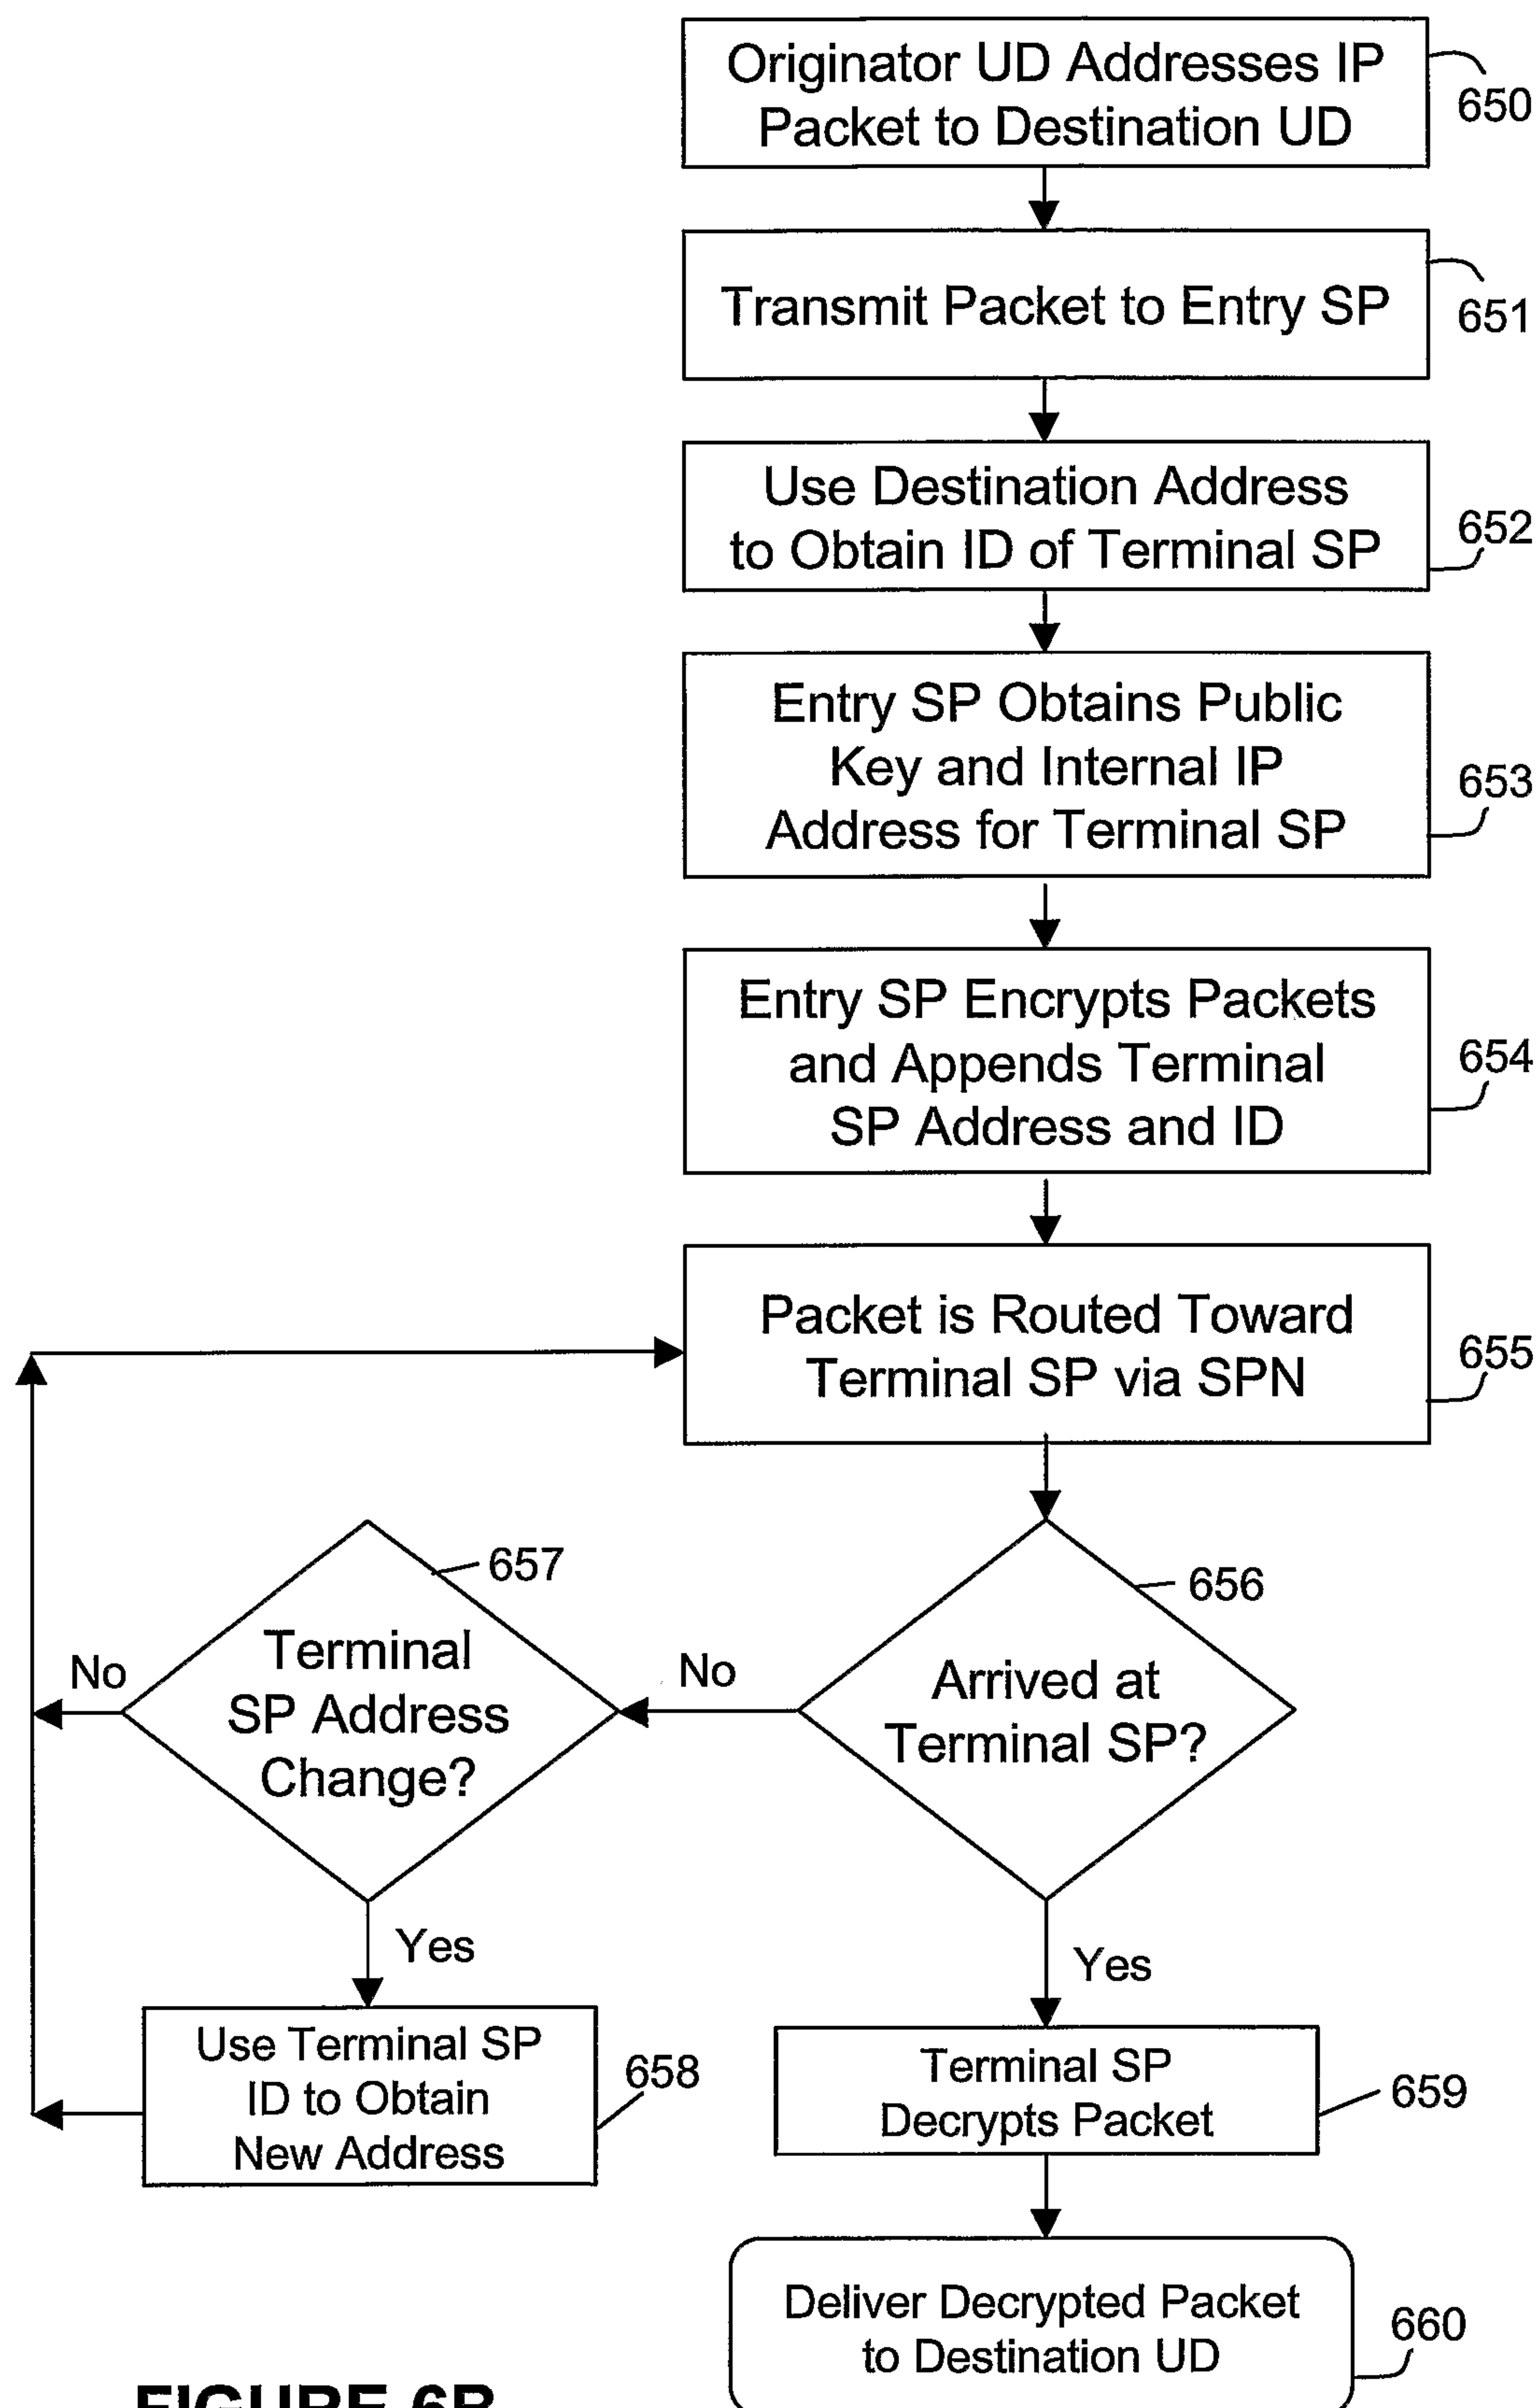 Originator UD Addresses IP
Packet to Destination UD
650
Transmit Packet to Entry SP
651
Use Destination Address
to Obtain ID of Terminal SP
652
Entry SP Obtains Public
Key and Internal IP
Address for Terminal SP
653
Entry SP Encrypts Packets
and Appends Terminal
SP Address and ID
654
Packet is Routed Toward
Terminal SP via SPN
655
656
Arrived at
Terminal SP?
No
657
Terminal
SP Address
Change?
No
Yes
Use Terminal SP
ID to Obtain
New Address
658
Yes
Terminal SP
Decrypts Packet
659
Deliver Decrypted Packet
to Destination UD
660
FIGURE 6B